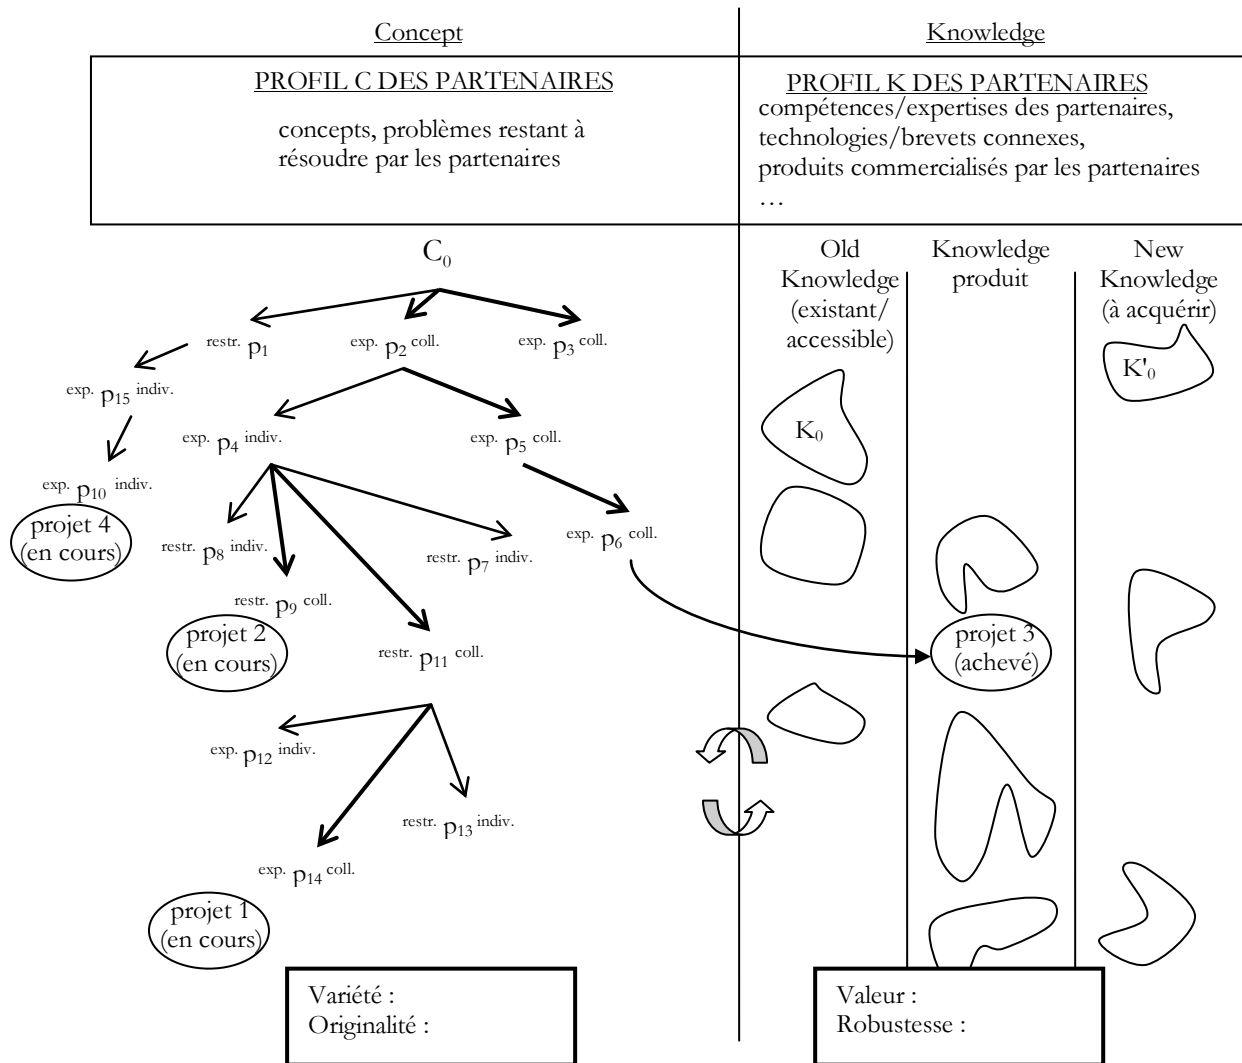 Concept
Knowledge
PROFIL C DES PARTENAIRES
concepts, problèmes restant à
résoudre par les partenaires
PROFIL K DES PARTENAIRES
compétences/expertises des partenaires,
technologies/brevets connexes,
produits commercialisés par les partenaires
…
C0
Old
Knowledge
(existant/
accessible)
Knowledge
produit
New
Knowledge
(à acquérir)
restr. p1
exp. p2 coll.
exp. p3 coll.
K'0
exp. p15 indiv.
exp. p4 indiv.
exp. p5 coll.
K0
exp. p10 indiv.
projet 4
(en cours)
restr. p8 indiv.
restr. p7 indiv.
exp. p6 coll.
restr. p9 coll.
projet 2
(en cours)
restr. p11 coll.
projet 3
(achevé)
exp. p12 indiv.
restr. p13 indiv.
exp. p14 coll.
projet 1
(en cours)
Variété :
Originalité :
Valeur :
Robustesse :